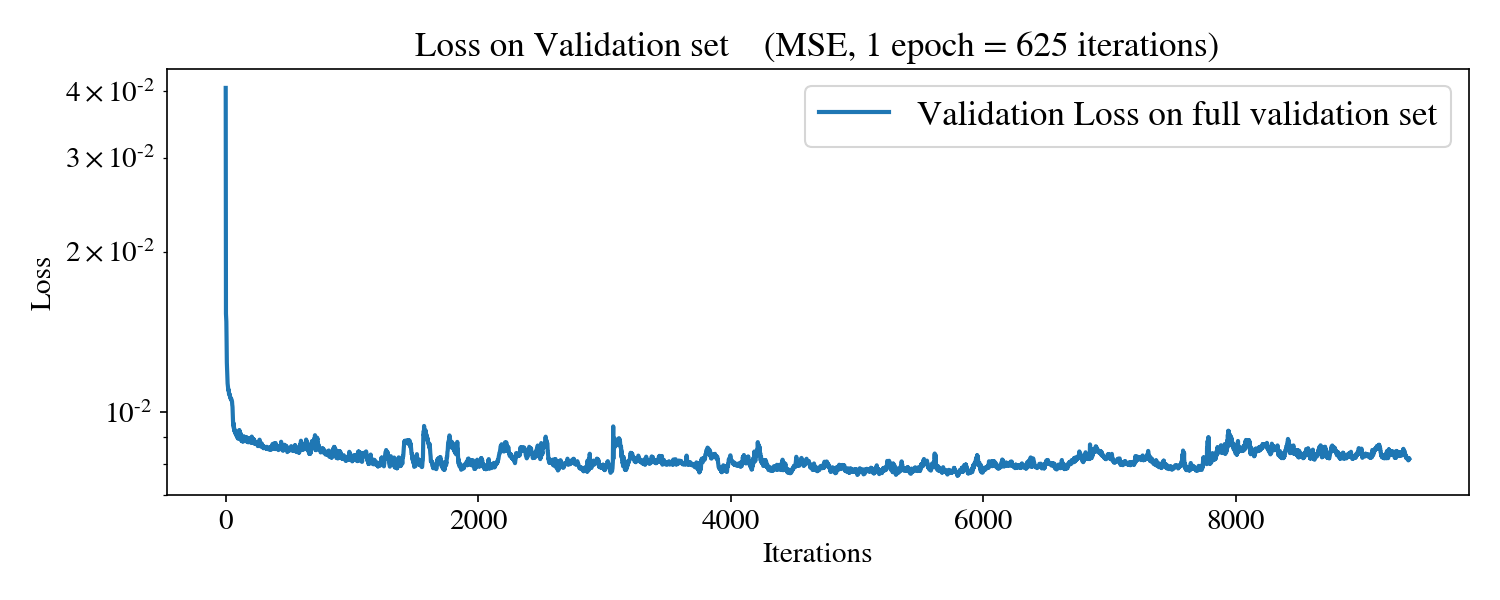 Loss on Validation set (MSE, 1 epoch = 625 iterations)
Validation Loss on full validation set
4 × 10⁻²
3 × 10⁻²
2 × 10⁻²
10⁻²
Loss
0 2000 4000 6000 8000
Iterations